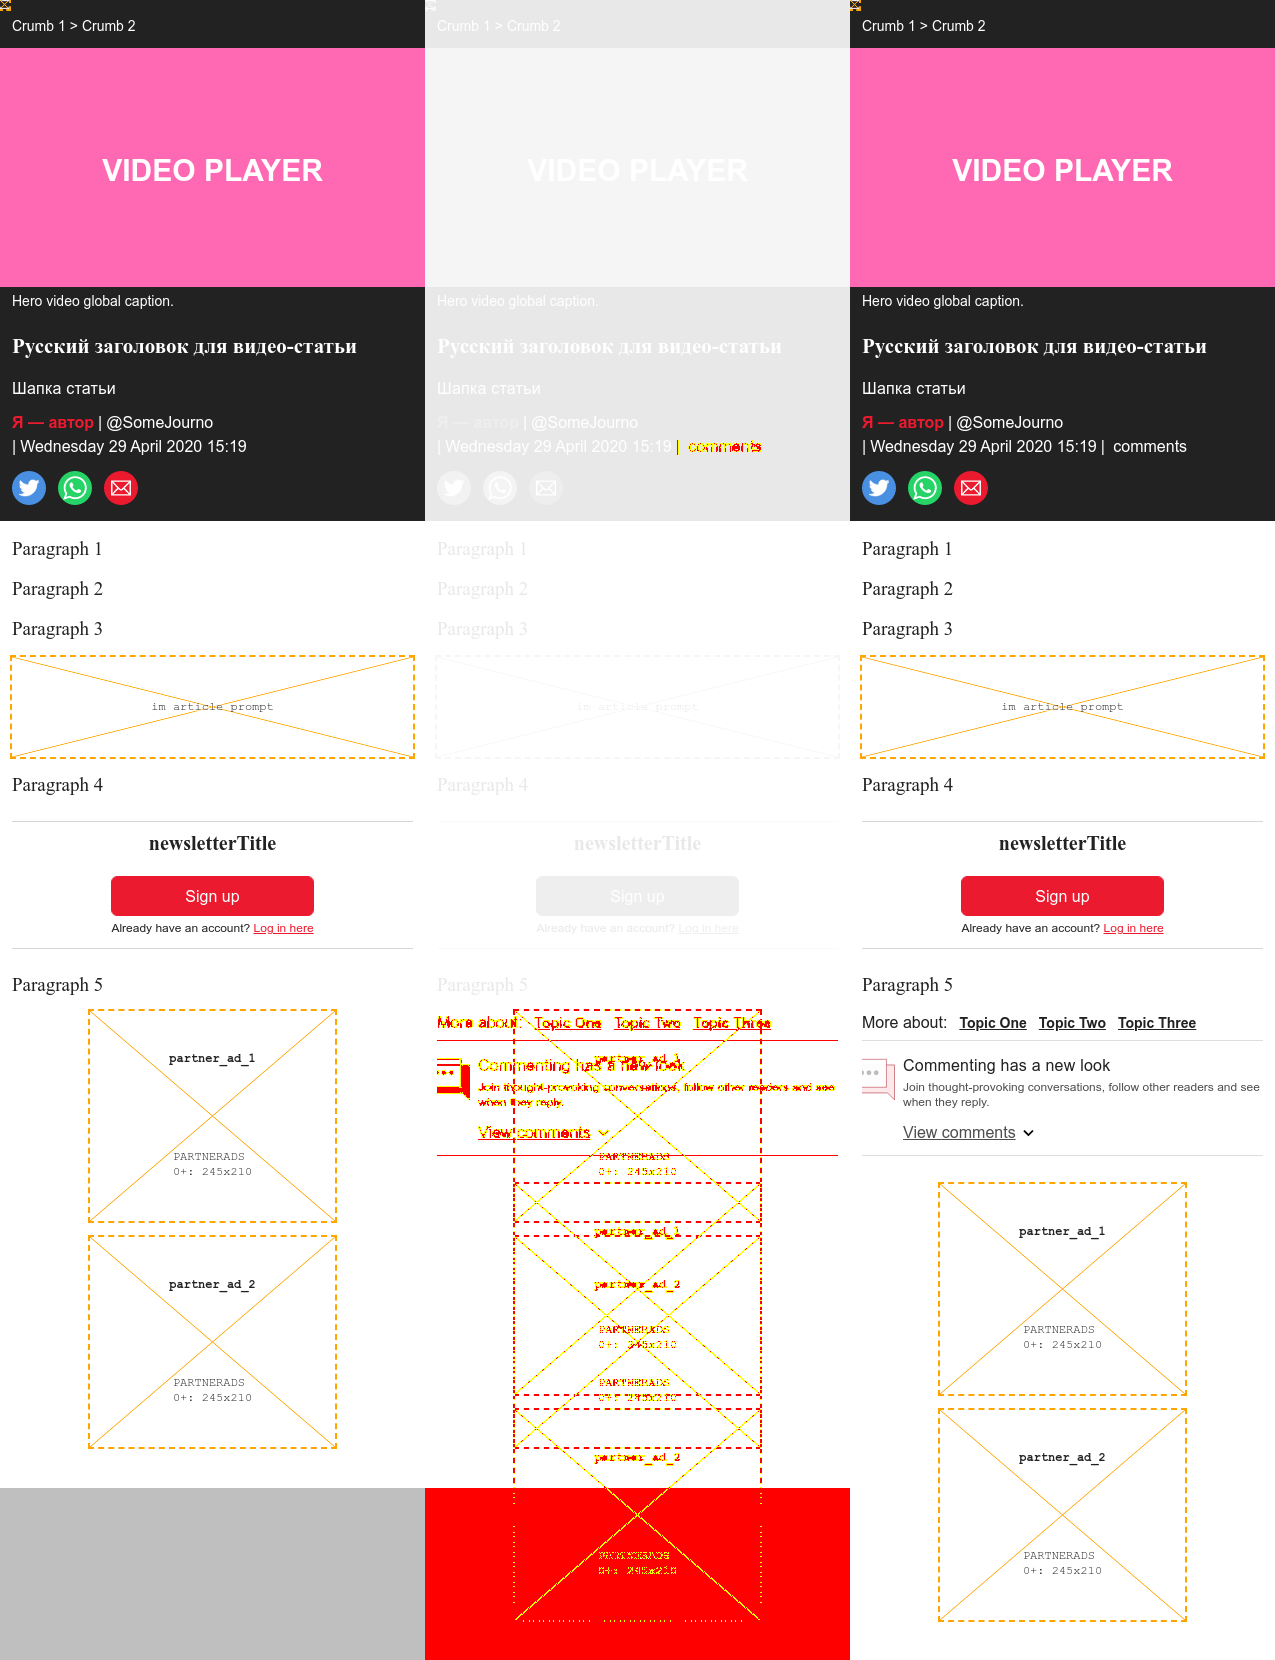 Crumb 1 > Crumb 2
VIDEO PLAYER
Hero video global caption.
Русский заголовок для видео-статьи
Шапка статьи
Я — автор | @SomeJourno
| Wednesday 29 April 2020 15:19
Paragraph 1
Paragraph 2
Paragraph 3
im article prompt
Paragraph 4
newsletterTitle
Sign up
Already have an account? Log in here
Paragraph 5
partner_ad_1
PARTNERADS
0+: 245x210
partner_ad_2
PARTNERADS
0+: 245x210
Crumb 1 > Crumb 2
VIDEO PLAYER
Hero video global caption.
Русский заголовок для видео-статьи
Шапка статьи
Я — автор | @SomeJourno
| Wednesday 29 April 2020 15:19 | comments
Paragraph 1
Paragraph 2
Paragraph 3
im article prompt
Paragraph 4
newsletterTitle
Sign up
Already have an account? Log in here
Paragraph 5
More about: Topic One Topic Two Topic Three
partner_ad_1
Commenting has a new look
Join thought-provoking conversations, follow other readers and see
when they reply.
View comments
PARTNERADS
0+: 245x210
partner_ad_1
partner_ad_2
PARTNERADS
0+: 245x210
PARTNERADS
0+: 245x210
partner_ad_2
PARTNERADS
0+: 245x210
Crumb 1 > Crumb 2
VIDEO PLAYER
Hero video global caption.
Русский заголовок для видео-статьи
Шапка статьи
Я — автор | @SomeJourno
| Wednesday 29 April 2020 15:19 | comments
Paragraph 1
Paragraph 2
Paragraph 3
im article prompt
Paragraph 4
newsletterTitle
Sign up
Already have an account? Log in here
Paragraph 5
More about: Topic One Topic Two Topic Three
Commenting has a new look
Join thought-provoking conversations, follow other readers and see
when they reply.
View comments
partner_ad_1
PARTNERADS
0+: 245x210
partner_ad_2
PARTNERADS
0+: 245x210